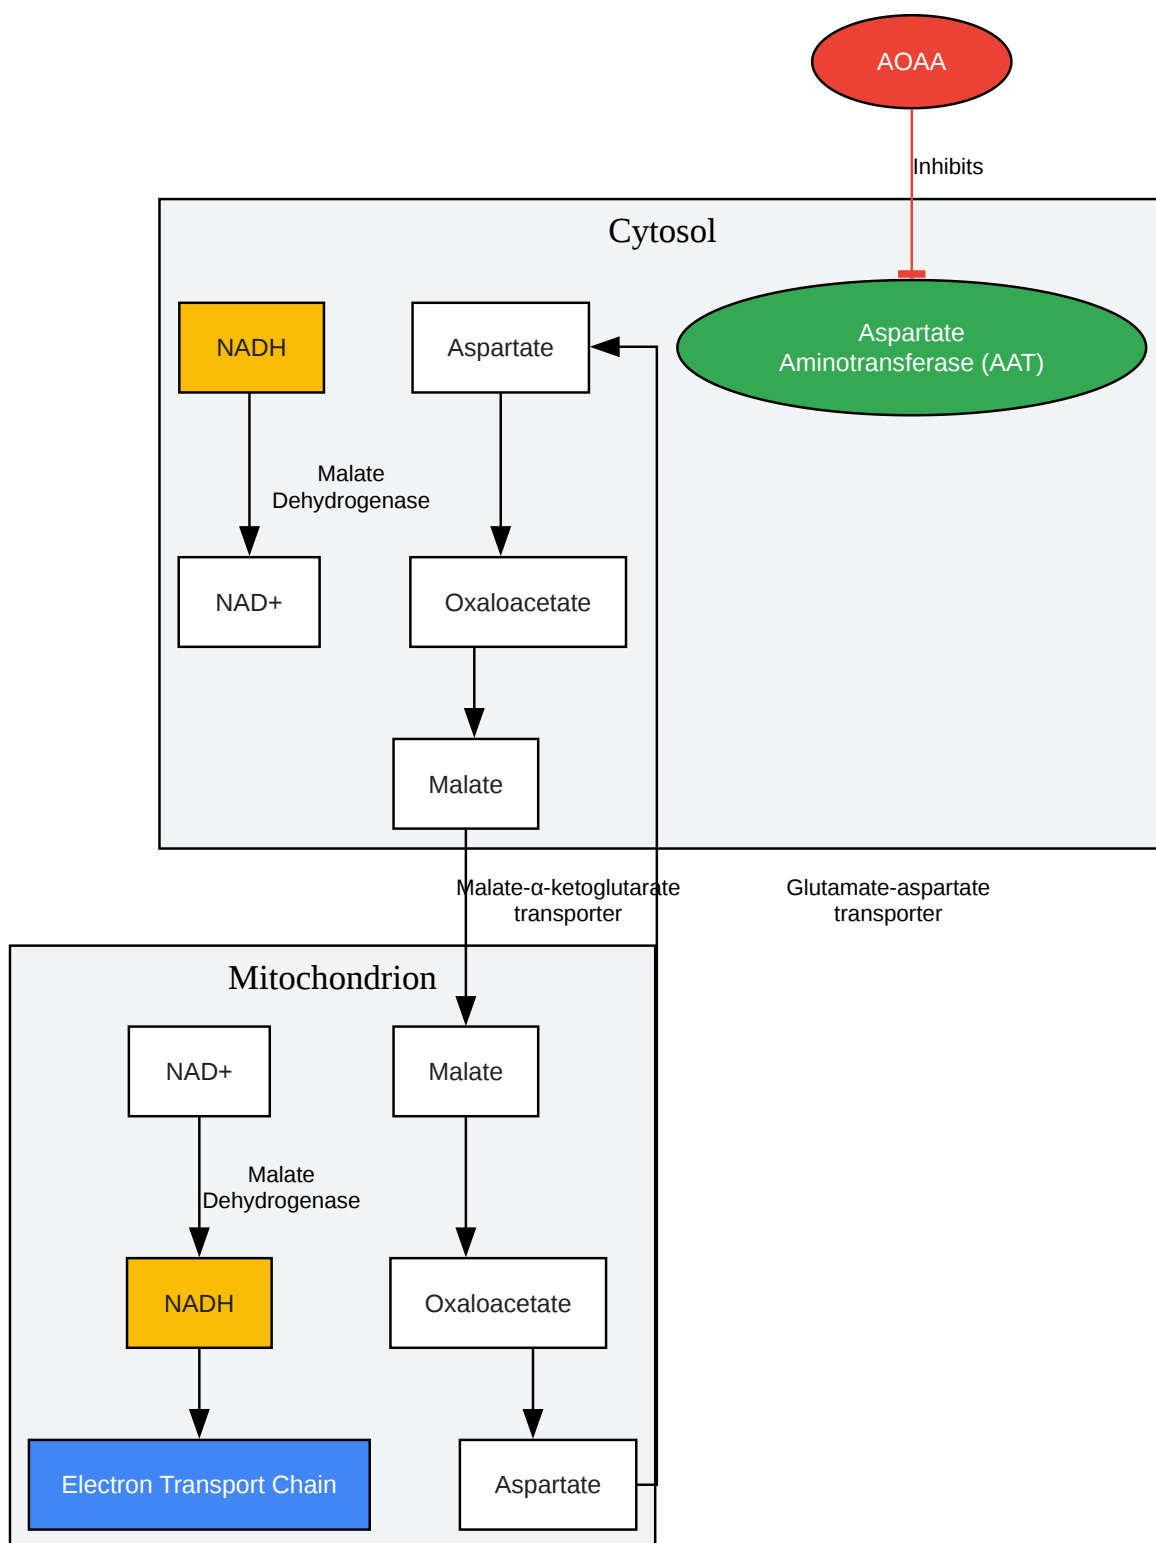 AOAA
Inhibits
Cytosol
NADH
Aspartate
Aspartate
Aminotransferase (AAT)
Malate
Dehydrogenase
NAD+
Oxaloacetate
Malate
Malate-α-ketoglutarate
transporter
Glutamate-aspartate
transporter
Mitochondrion
NAD+
Malate
Malate
Dehydrogenase
NADH
Oxaloacetate
Electron Transport Chain
Aspartate